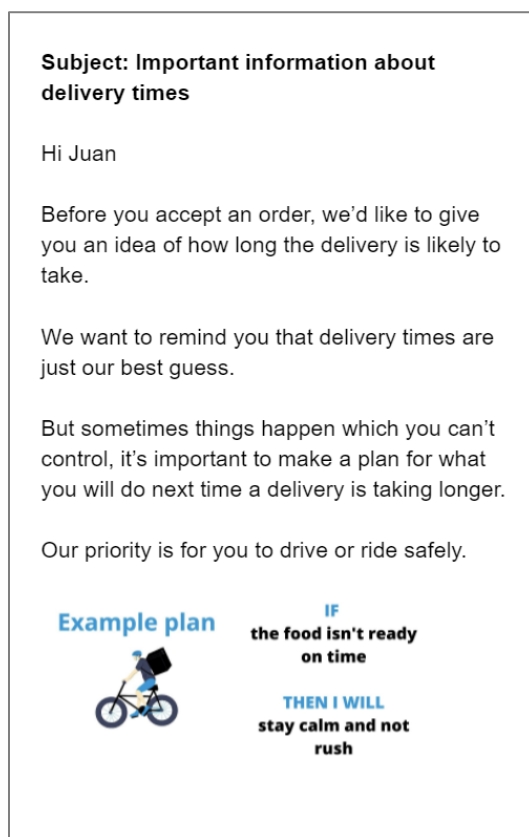 Subject: Important information about
delivery times
Hi Juan
Before you accept an order, we'd like to give
you an idea of how long the delivery is likely to
take.
We want to remind you that delivery times are
just our best guess.
But sometimes things happen which you can't
control, it's important to make a plan for what
you will do next time a delivery is taking longer.
Our priority is for you to drive or ride safely.
Example plan
IF
the food isn't ready
on time
THEN I WILL
stay calm and not
rush